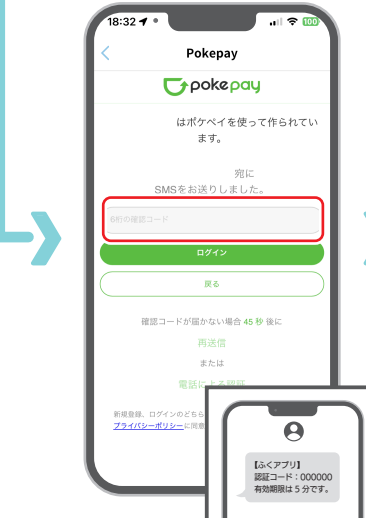 18:32
100
Pokepay
pokepay
はポケペイを使って作られてい
ます。
宛に
SMSをお送りしました。
6桁の確認コード
ログイン
戻る
確認コードが届かない場合 45 秒 後に
再送信
または
電話による認証
新規登録、ログインのどちら
プライバシーポリシーに同意
【ふくアプリ】
認証コード：000000
有効期限は 5 分です。